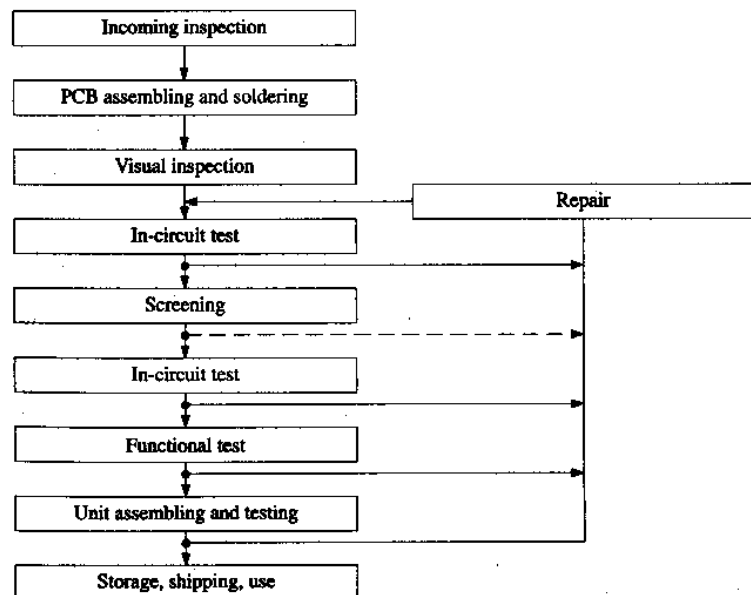 Incoming inspection
PCB assembling and soldering
Visual inspection
Repair
In-circuit test
Screening
In-circuit test
Functional test
Unit assembling and testing
Storage, shipping, use